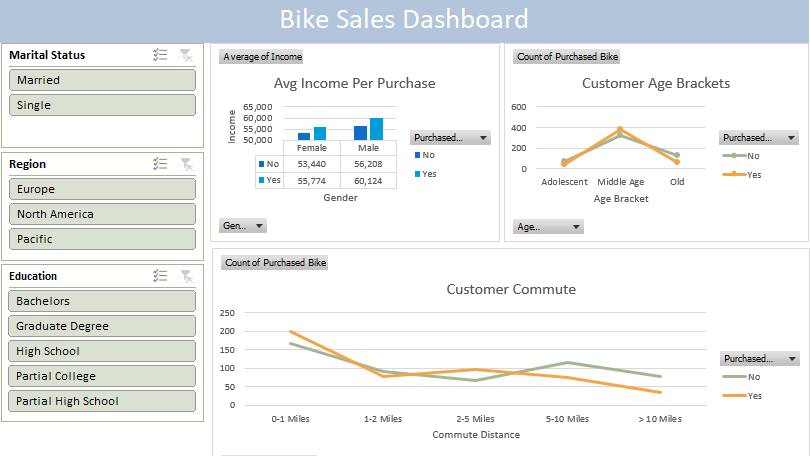 Bike Sales Dashboard
Marital Status
Married
Single
Region
Europe
North America
Pacific
Education
Bachelors
Graduate Degree
High School
Partial College
Partial High School
Average of Income
Avg Income Per Purchase
Income
65,000
60,000
55,000
50,000
Female Male
No 53,440 56,208
Yes 55,774 60,124
Gender
Purchased...
No
Yes
Gen...
Count of Purchased Bike
Customer Age Brackets
600
400
200
0
Adolescent Middle Age Old
Age Bracket
Purchased...
No
Yes
Age...
Count of Purchased Bike
Customer Commute
250
200
150
100
50
0
0-1 Miles 1-2 Miles 2-5 Miles 5-10 Miles > 10 Miles
Commute Distance
Purchased...
No
Yes